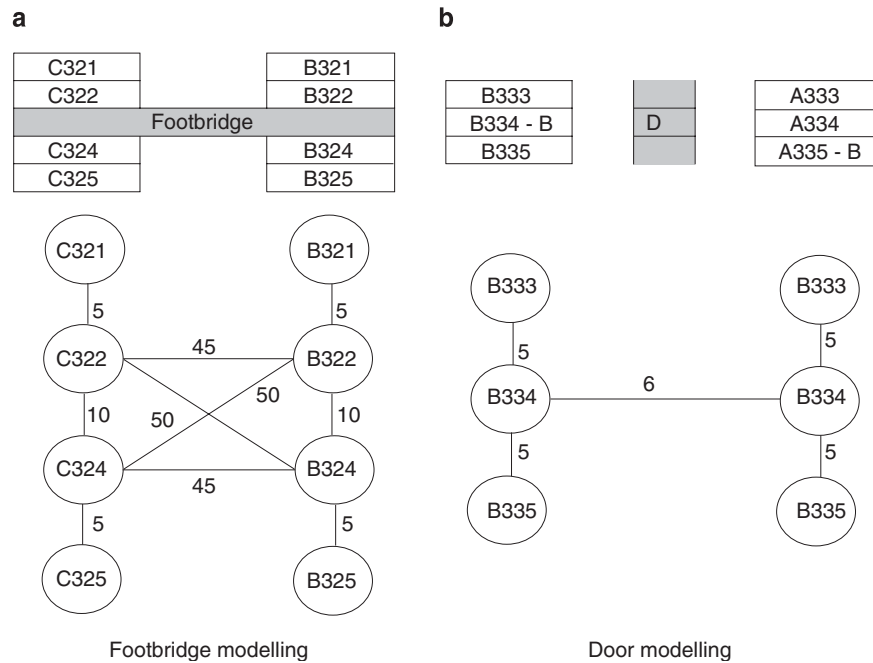 a
C321
B321
C322
B322
Footbridge
C324
B324
C325
B325
C321
B321
5
5
C322
45
B322
10
50
50
10
C324
45
B324
5
5
C325
B325
Footbridge modelling
b
B333
A333
B334 - B
D
A334
B335
A335 - B
B333
B333
5
5
B334
6
B334
5
5
B335
B335
Door modelling